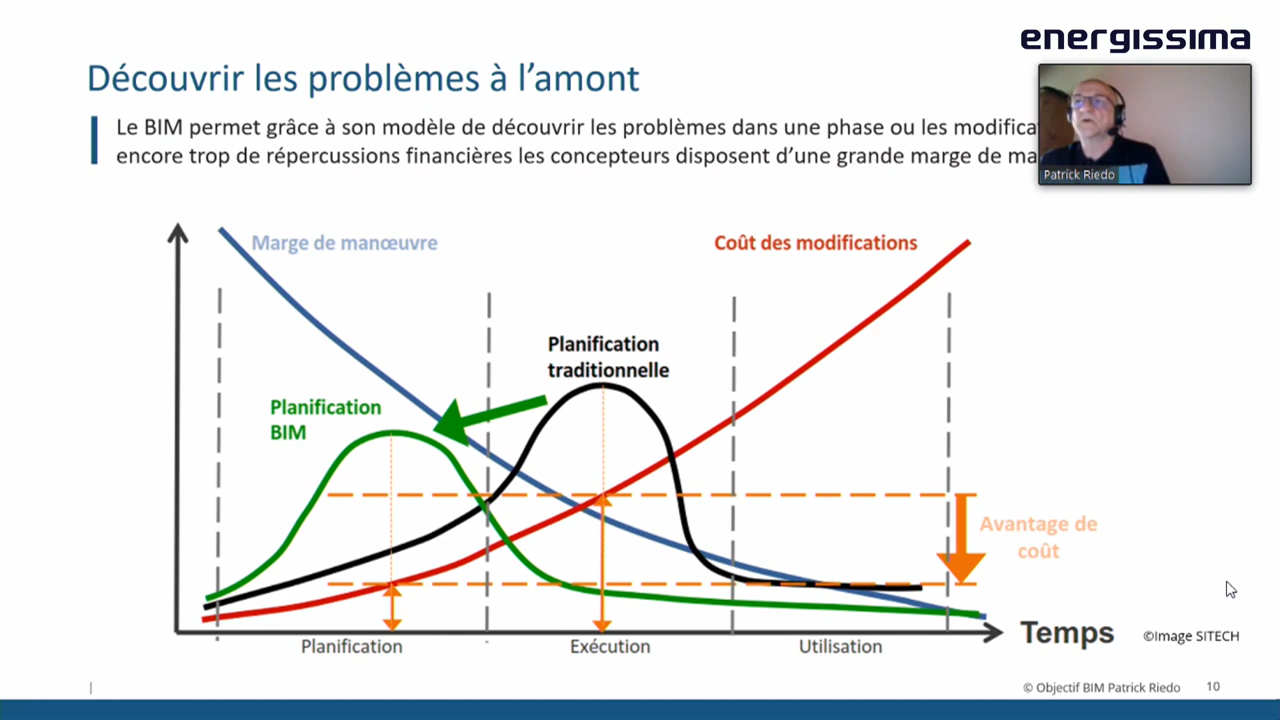 energissima
Découvrir les problèmes à l'amont
Le BIM permet grâce à son modèle de découvrir les problèmes dans une phase ou les
encore trop de répercussions financières les concepteurs disposent d'une grande marge de
Patrick Riedo
Marge de manœuvre
Coût des modifications
Planification
traditionnelle
Planification
BIM
Avantage de
coût
Temps
©Image SITECH
Planification
Exécution
Utilisation
© Objectif BIM Patrick Riedo
10